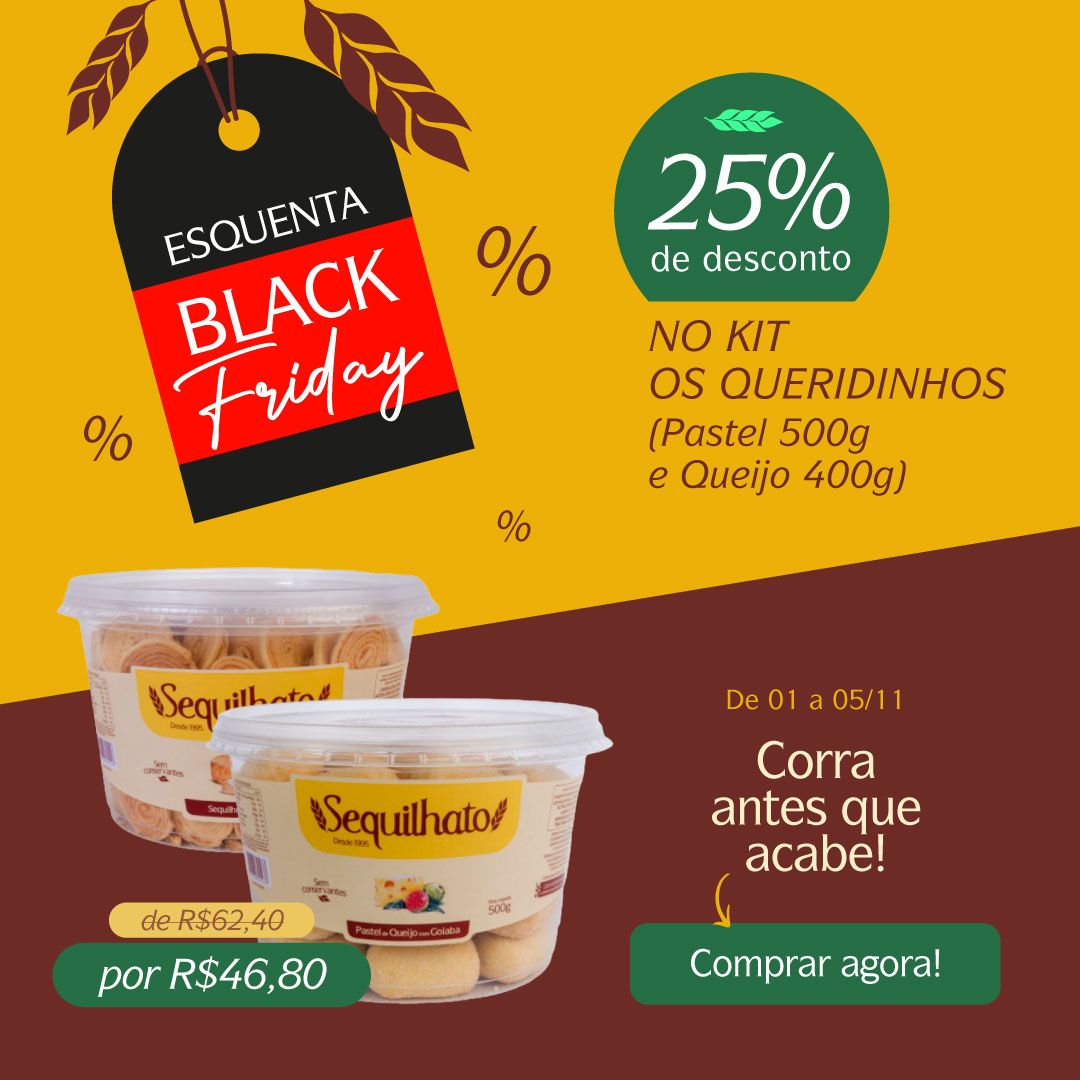 ESQUENTA
BLACK
Friday
%
%
%
25%
de desconto
NO KIT
OS QUERIDINHOS
(Pastel 500g
e Queijo 400g)
Sequilhato
Desde 1995
Sem
conservantes
Sequilhato
Desde 1995
Sem
conservantes
500g
Pastel de Queijo com Goiaba
de R$62,40
por R$46,80
De 01 a 05/11
Corra
antes que
acabe!
Comprar agora!